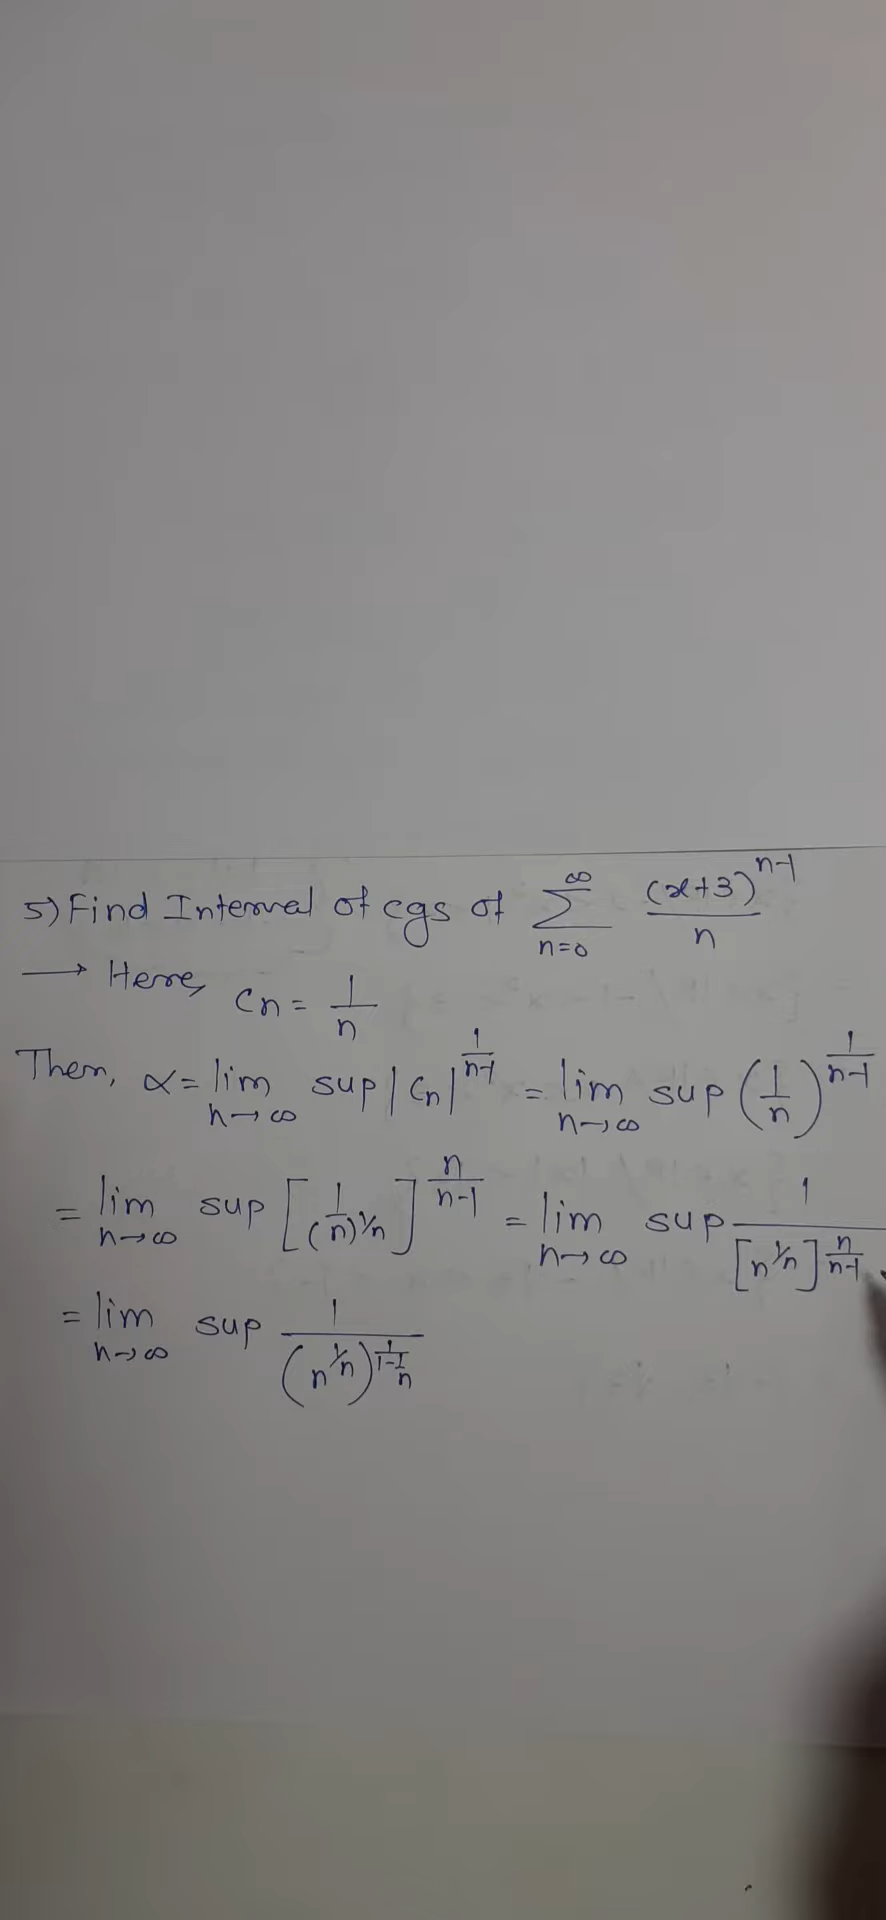 5) Find Interval of cgs of ∑_{n=0}^{∞} (x+3)^{n-1}/n
→ Here, Cn = 1/n
Then, α = lim_{n→∞} sup |Cn|^{1/(n-1)} = lim_{n→∞} sup (1/n)^{1/(n-1)}
= lim_{n→∞} sup [1/(n)^{1/n}]^{n/(n-1)} = lim_{n→∞} sup 1/[n^{1/n}]^{n/(n-1)}
= lim_{n→∞} sup 1/(n^{1/n})^{1/(1-1/n)}